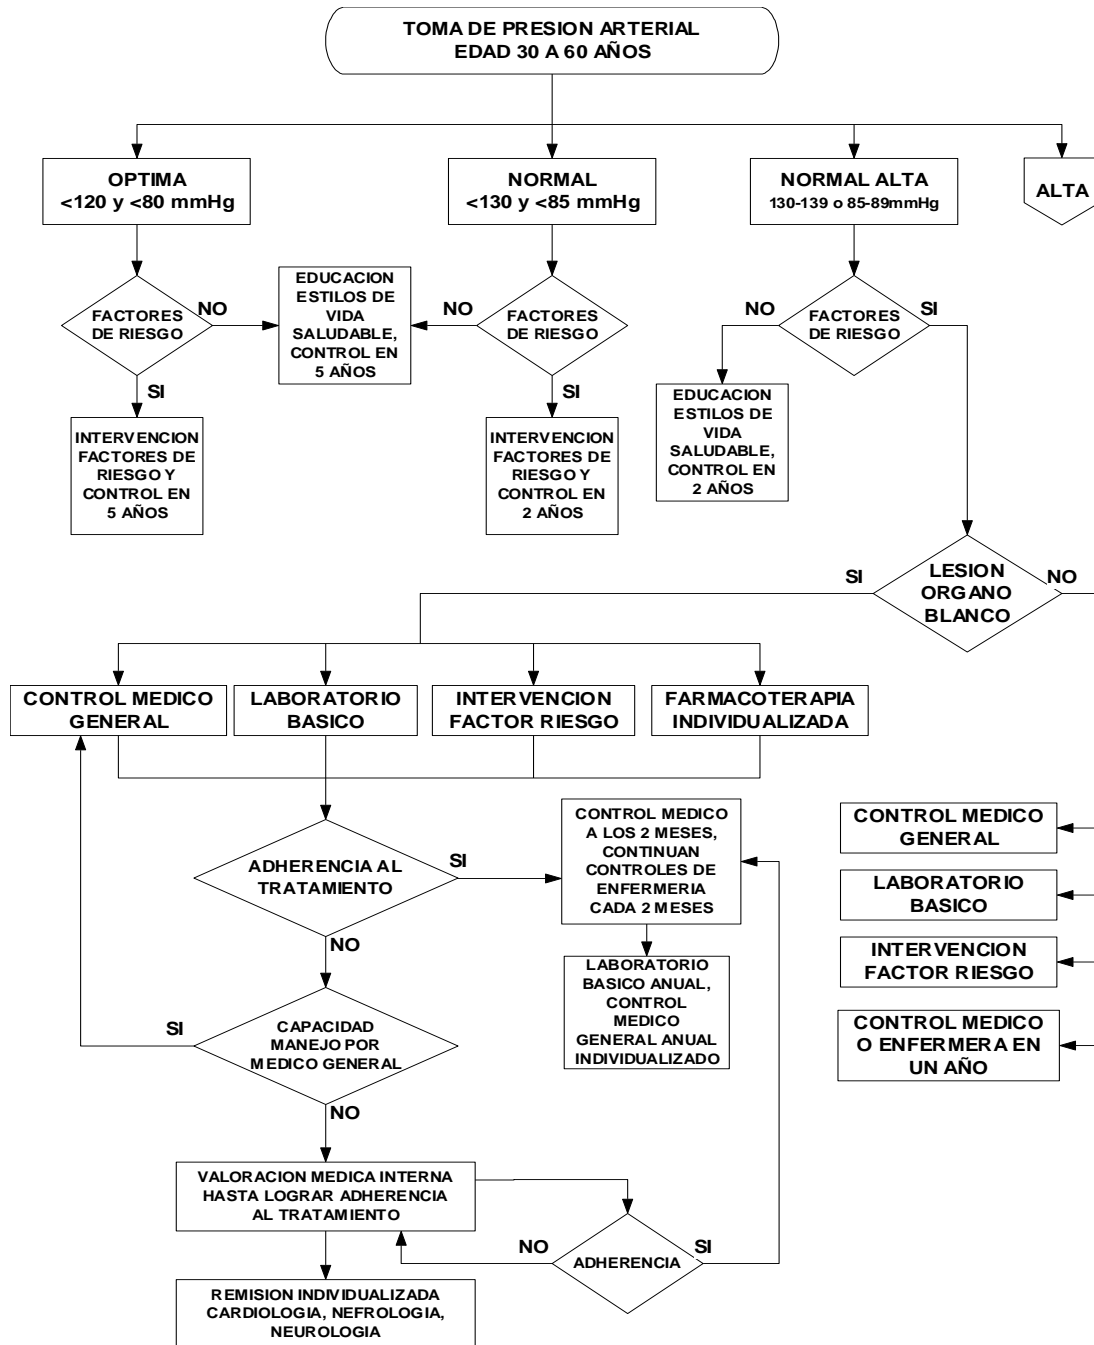 TOMA DE PRESION ARTERIAL
EDAD 30 A 60 AÑOS
OPTIMA
<120 y <80 mmHg
NORMAL
<130 y <85 mmHg
NORMAL ALTA
130-139 o 85-89mmHg
ALTA
FACTORES
DE RIESGO
NO
SI
EDUCACION
ESTILOS DE
VIDA
SALUDABLE,
CONTROL EN
5 AÑOS
NO
FACTORES
DE RIESGO
SI
NO
FACTORES
DE RIESGO
SI
INTERVENCION
FACTORES DE
RIESGO Y
CONTROL EN
5 AÑOS
INTERVENCION
FACTORES DE
RIESGO Y
CONTROL EN
2 AÑOS
EDUCACION
ESTILOS DE
VIDA
SALUDABLE,
CONTROL EN
2 AÑOS
SI
LESION
ORGANO
BLANCO
NO
CONTROL MEDICO
GENERAL
LABORATORIO
BASICO
INTERVENCION
FACTOR RIESGO
FARMACOTERAPIA
INDIVIDUALIZADA
ADHERENCIA AL
TRATAMIENTO
SI
NO
CONTROL MEDICO
A LOS 2 MESES,
CONTINUAN
CONTROLES DE
ENFERMERIA
CADA 2 MESES
LABORATORIO
BASICO ANUAL,
CONTROL
MEDICO
GENERAL ANUAL
INDIVIDUALIZADO
CONTROL MEDICO
GENERAL
LABORATORIO
BASICO
INTERVENCION
FACTOR RIESGO
CONTROL MEDICO
O ENFERMERA EN
UN AÑO
SI
CAPACIDAD
MANEJO POR
MEDICO GENERAL
NO
VALORACION MEDICA INTERNA
HASTA LOGRAR ADHERENCIA
AL TRATAMIENTO
NO
ADHERENCIA
SI
REMISION INDIVIDUALIZADA
CARDIOLOGIA, NEFROLOGIA,
NEUROLOGIA